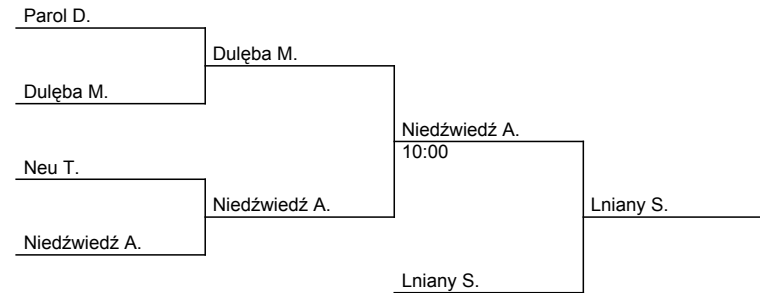 Parol D.
Dulęba M.
Dulęba M.
Niedźwiedź A.
10:00
Neu T.
Niedźwiedź A.
Lniany S.
Niedźwiedź A.
Lniany S.